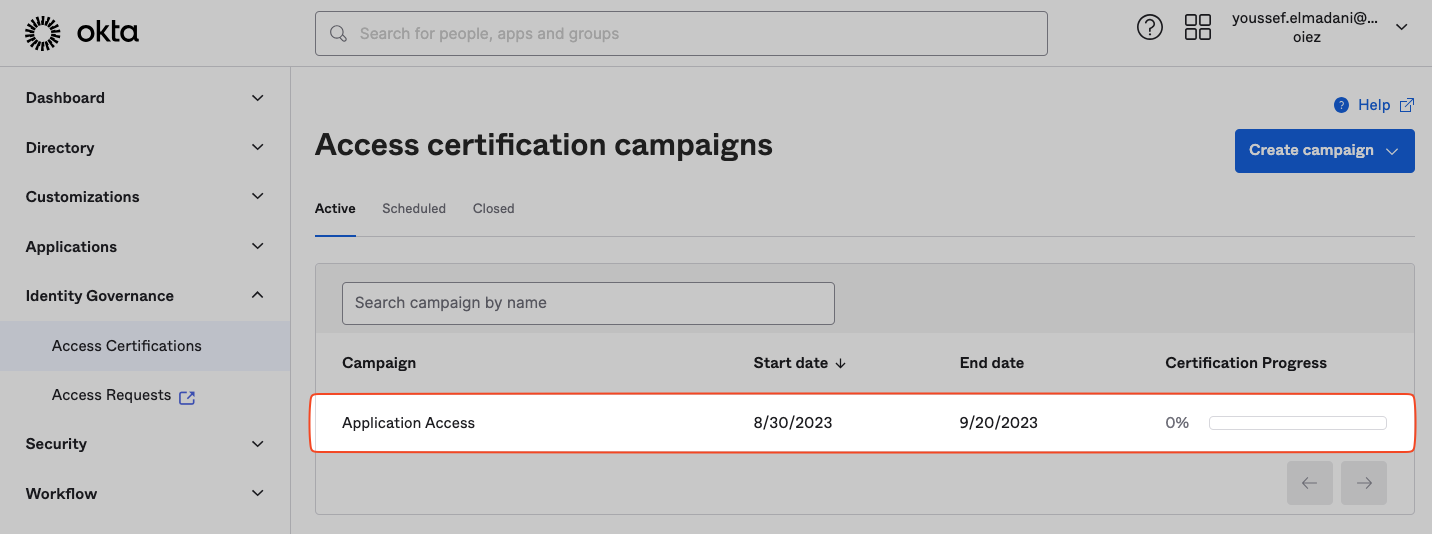 okta
Search for people, apps and groups
youssef.elmadani@...
oiez
Dashboard
Directory
Customizations
Applications
Identity Governance
Access Certifications
Access Requests
Security
Workflow
Help
Access certification campaigns
Create campaign
Active Scheduled Closed
Search campaign by name
Campaign Start date End date Certification Progress
Application Access 8/30/2023 9/20/2023 0%